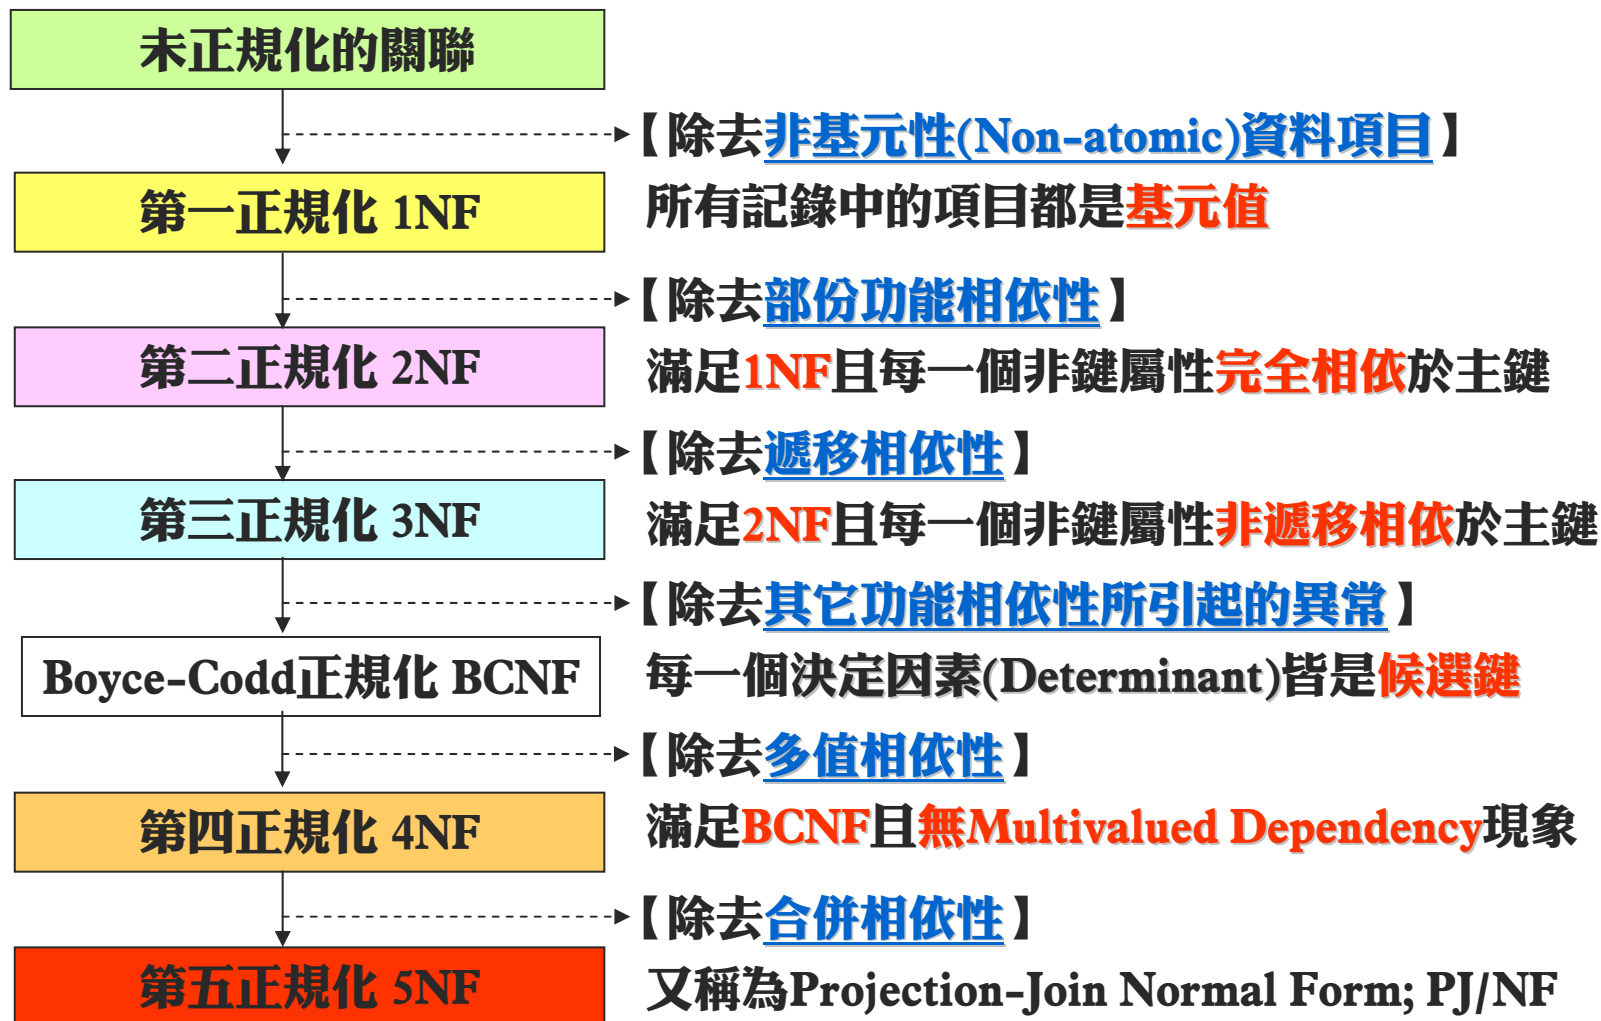 未正規化的關聯
【除去非基元性(Non-atomic)資料項目】
第一正規化 1NF
所有記錄中的項目都是基元值
【除去部份功能相依性】
第二正規化 2NF
滿足1NF且每一個非鍵屬性完全相依於主鍵
【除去遞移相依性】
第三正規化 3NF
滿足2NF且每一個非鍵屬性非遞移相依於主鍵
【除去其它功能相依性所引起的異常】
Boyce-Codd正規化 BCNF
每一個決定因素(Determinant)皆是候選鍵
【除去多值相依性】
第四正規化 4NF
滿足BCNF且無Multivalued Dependency現象
【除去合併相依性】
第五正規化 5NF
又稱為Projection-Join Normal Form; PJ/NF